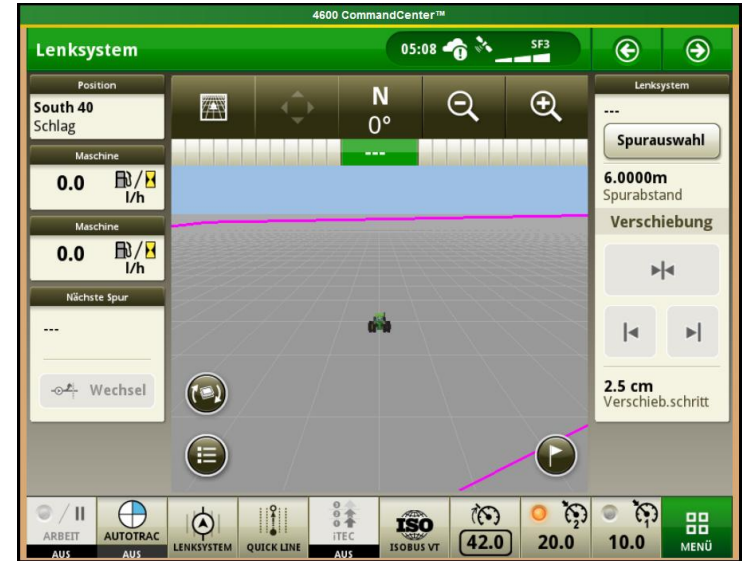 4600 CommandCenter™
Lenksystem
05:08
SF3
Position
South 40
Schlag
Maschine
0.0
l/h
Maschine
0.0
l/h
Nächste Spur
---
Wechsel
N
0°
---
Lenksystem
---
Spurauswahl
6.0000m
Spurabstand
Verschiebung
2.5 cm
Verschieb.schritt
ARBEIT
AUS
AUTOTRAC
AUS
LENKSYSTEM
QUICK LINE
iTEC
AUS
ISO
ISOBUS VT
42.0
2
20.0
1
10.0
MENÜ